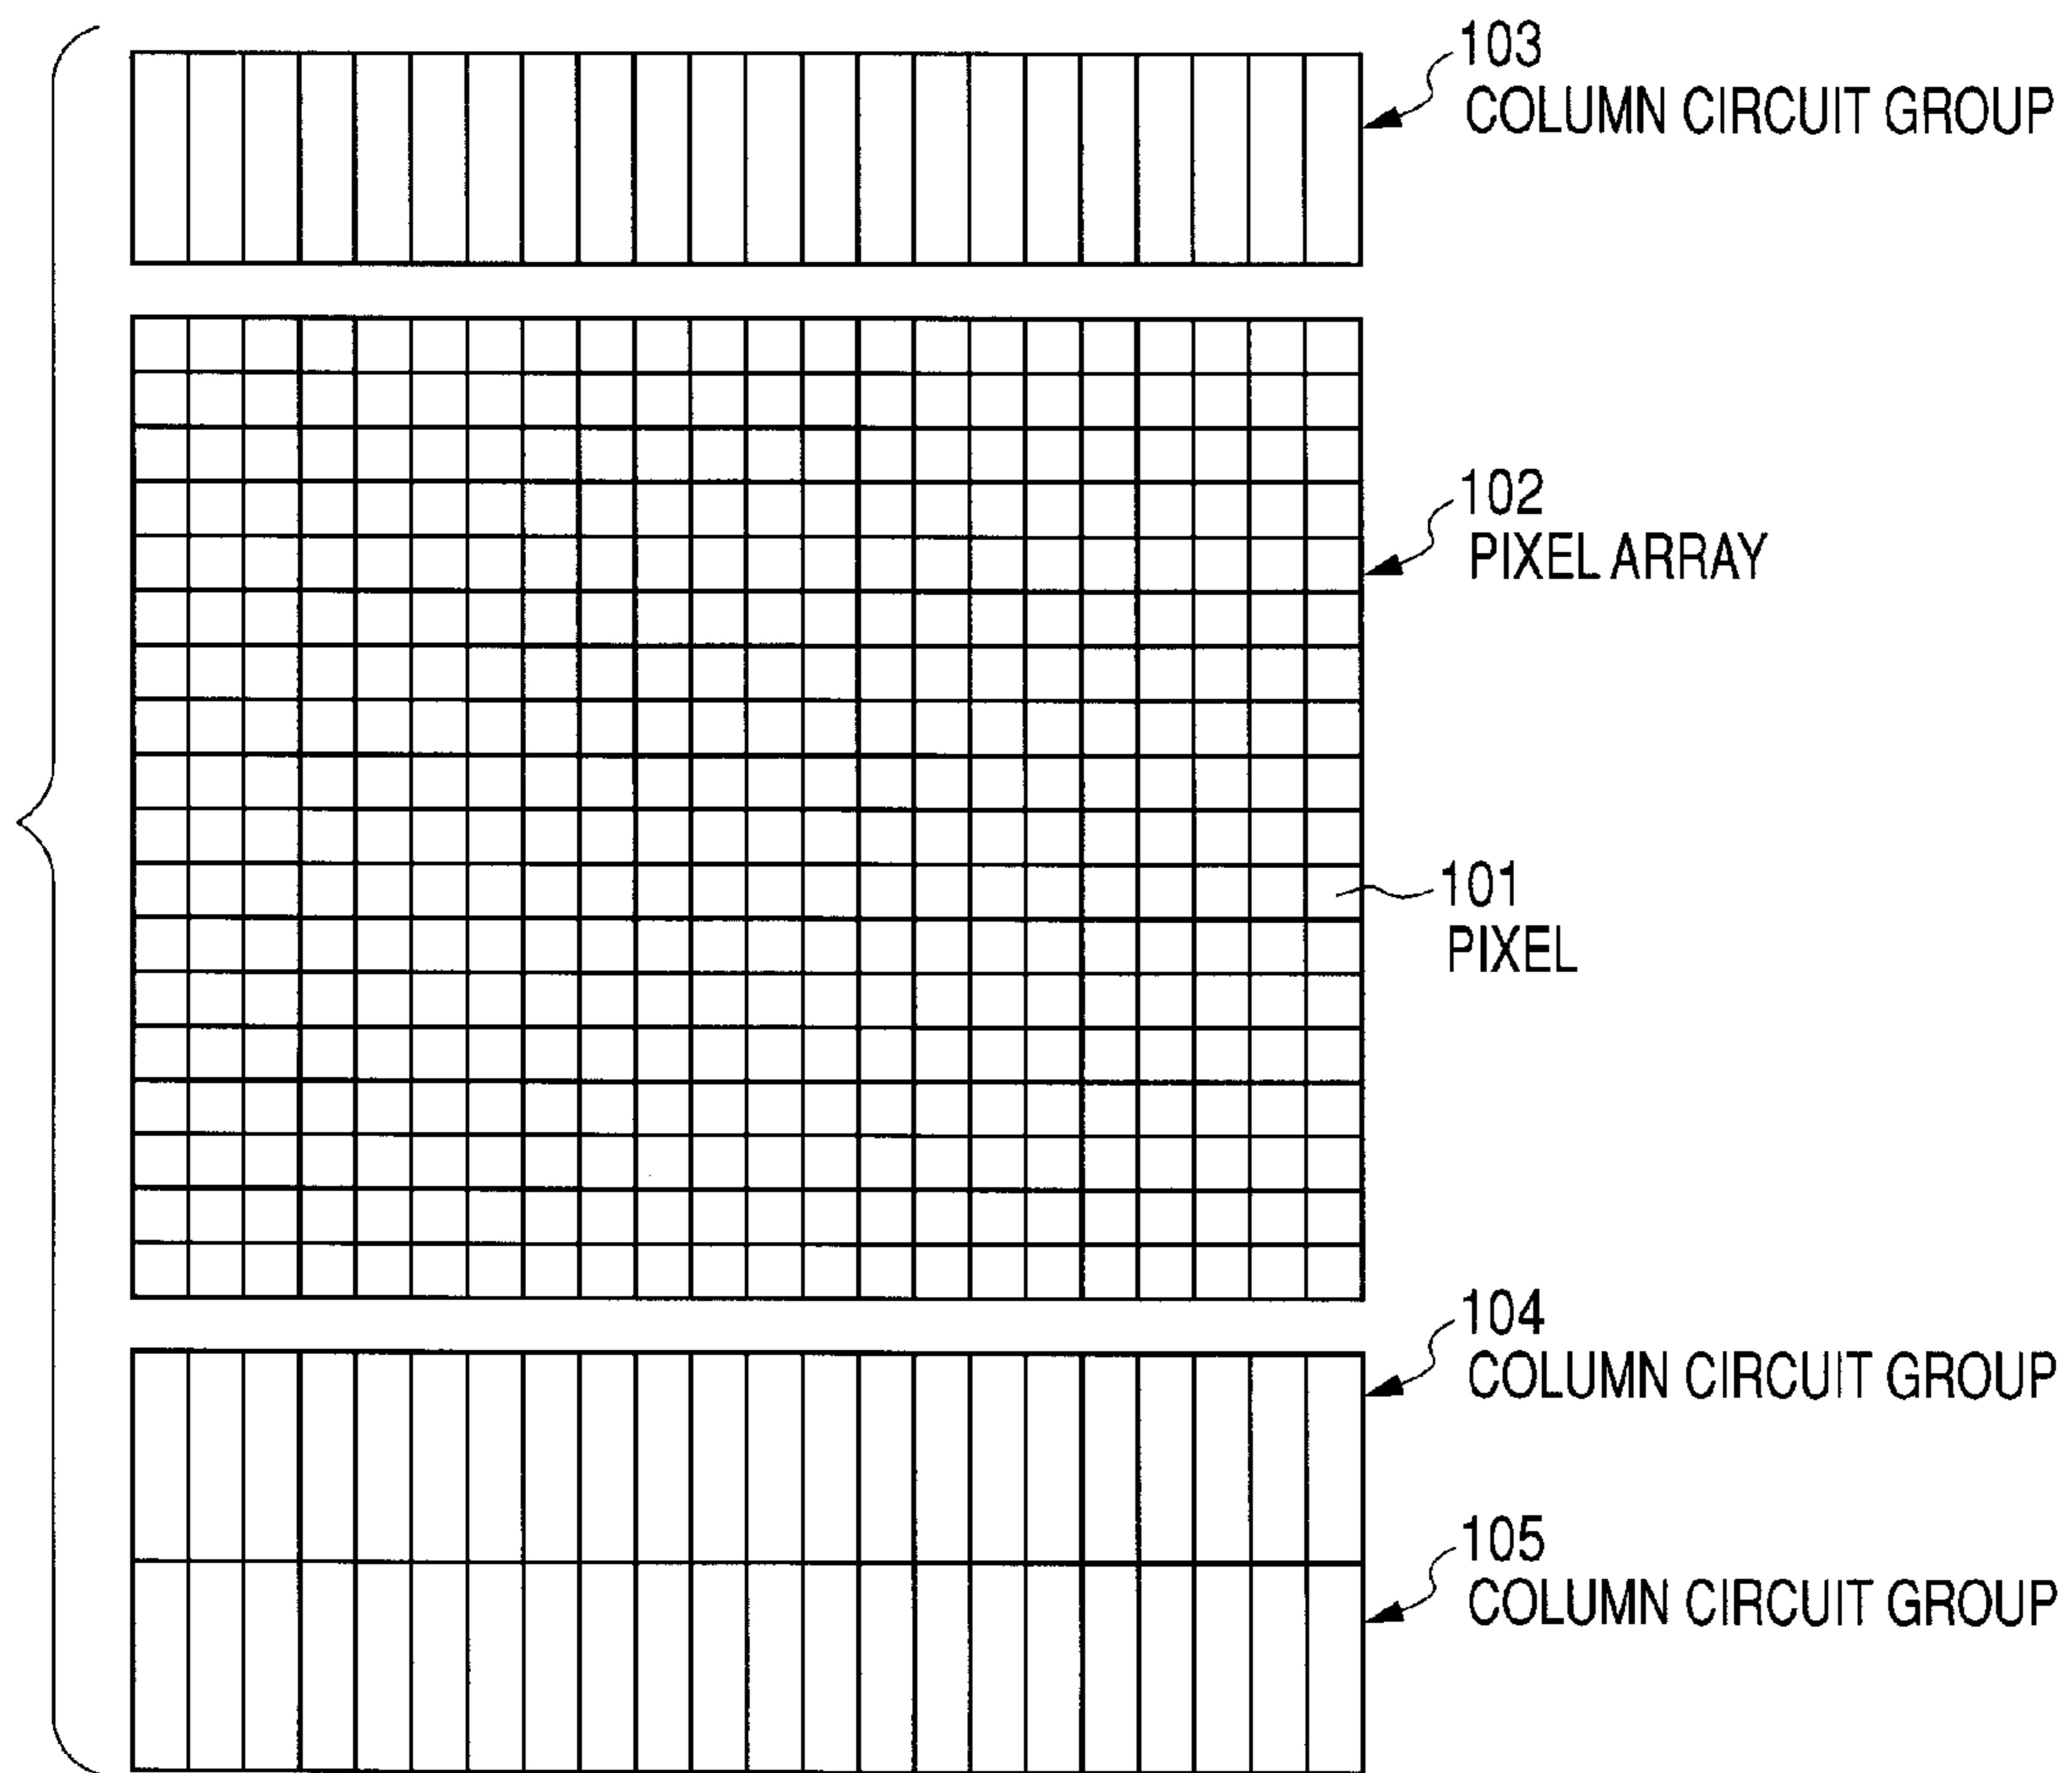 103
COLUMN CIRCUIT GROUP
102
PIXEL ARRAY
101
PIXEL
104
COLUMN CIRCUIT GROUP
105
COLUMN CIRCUIT GROUP